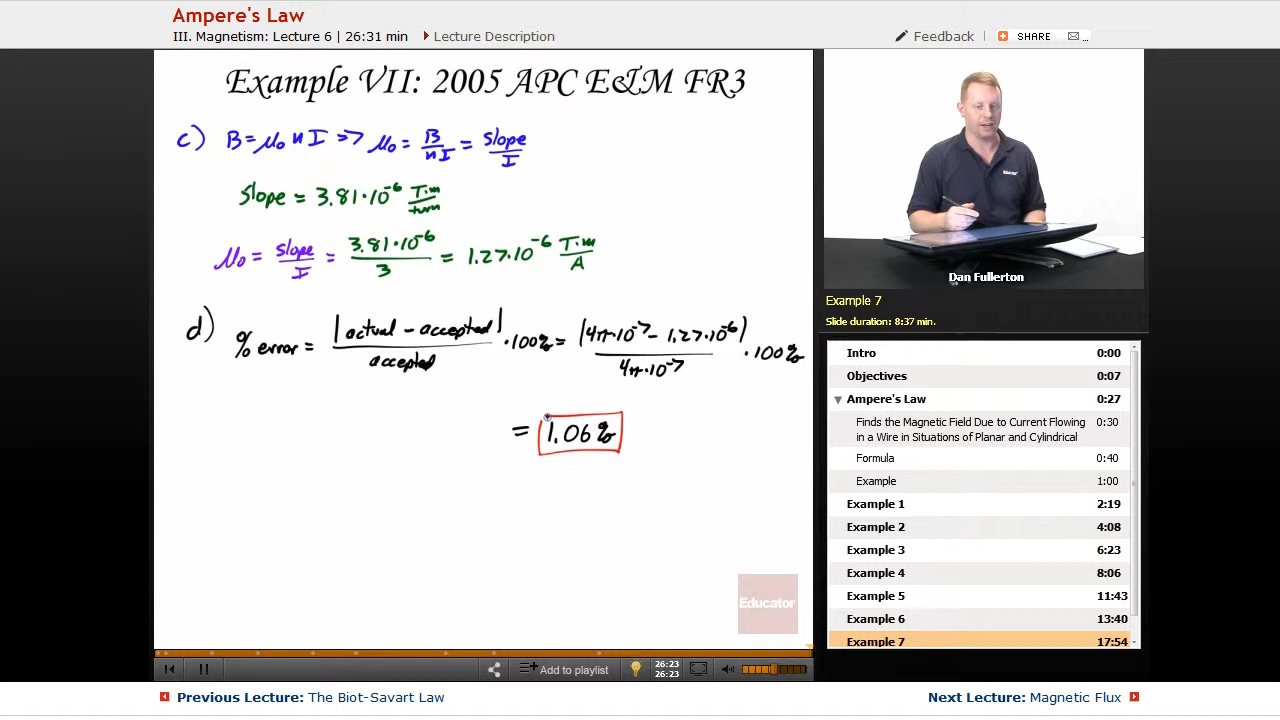 Ampere's Law
III. Magnetism: Lecture 6 | 26:31 min
Lecture Description
Feedback
SHARE
Example VII: 2005 APC E&M FR3
c) B = μ₀ n I => μ₀ = B/nI = slope/I
slope = 3.81·10⁻⁶ T·m/turn
μ₀ = slope/I = 3.81·10⁻⁶/3 = 1.27·10⁻⁶ T·m/A
d) % error = |actual - accepted|/accepted · 100% = |4π·10⁻⁷ - 1.27·10⁻⁶|/4π·10⁻⁷ · 100%
= 1.06%
Educator
Dan Fullerton
Example 7
Slide duration: 8:37 min.
Intro 0:00
Objectives 0:07
Ampere's Law 0:27
Finds the Magnetic Field Due to Current Flowing 0:30
in a Wire in Situations of Planar and Cylindrical
Formula 0:40
Example 1:00
Example 1 2:19
Example 2 4:08
Example 3 6:23
Example 4 8:06
Example 5 11:43
Example 6 13:40
Example 7 17:54
Add to playlist
26:23
26:23
Previous Lecture: The Biot-Savart Law
Next Lecture: Magnetic Flux